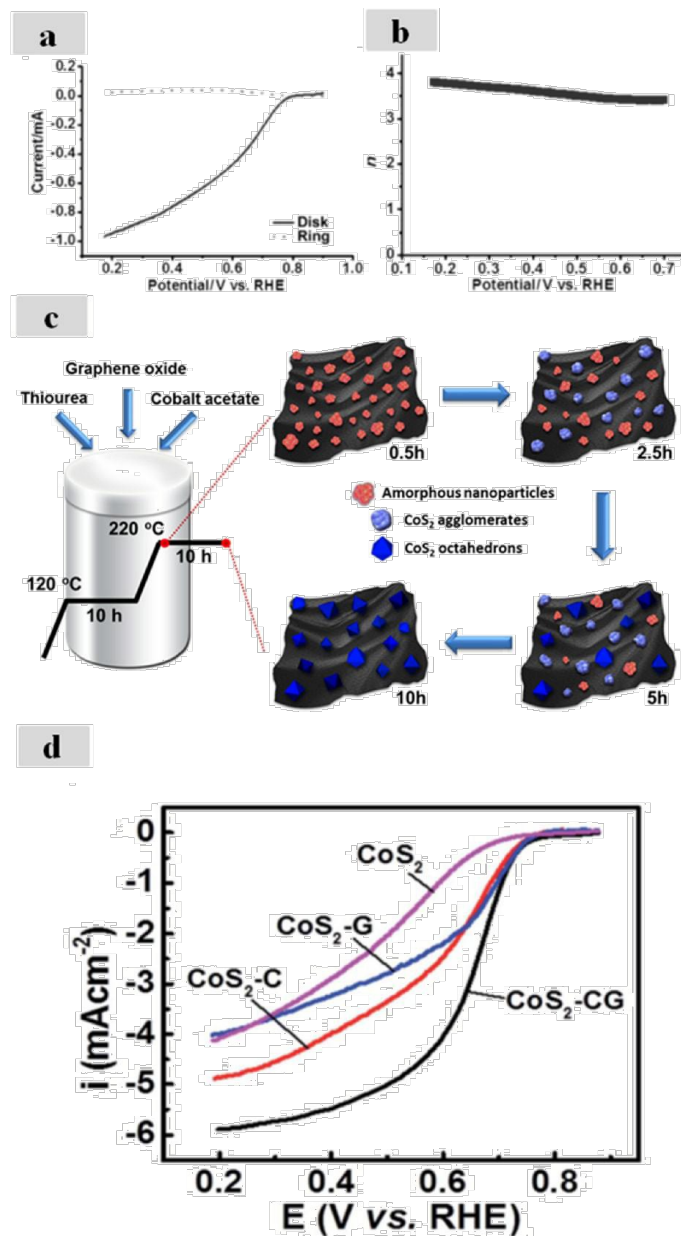 a
0.0
-0.2
-0.4
-0.6
-0.8
-1.0
Current/mA
Disk
Ring
0.2 0.4 0.6 0.8 1.0
Potential/V vs. RHE
b
4
3
2
1
0
n
0.1 0.2 0.3 0.4 0.5 0.6 0.7
Potential/V vs. RHE
c
Graphene oxide
Thiourea Cobalt acetate
220 °C
10 h
120 °C
10 h
0.5h
2.5h
Amorphous nanoparticles
CoS₂ agglomerates
CoS₂ octahedrons
10h
5h
d
0
-1
-2
-3
-4
-5
-6
i (mAcm⁻²)
CoS₂
CoS₂-G
CoS₂-C
CoS₂-CG
0.2 0.4 0.6 0.8
E (V vs. RHE)